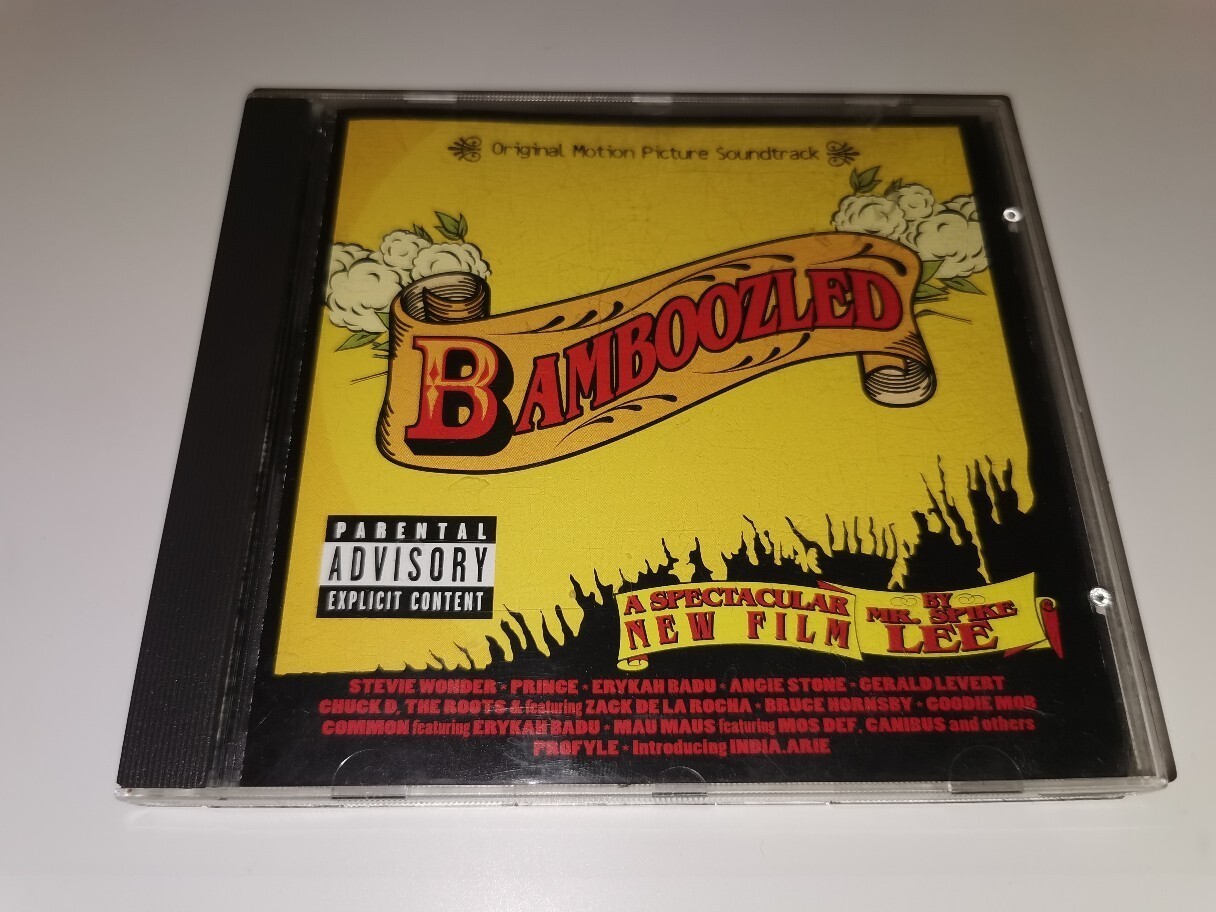 Original Motion Picture Soundtrack
BAMBOOZLED
PARENTAL
ADVISORY
EXPLICIT CONTENT
A SPECTACULAR
NEW FILM
BY
MR. SPIKE
LEE
STEVIE WONDER • PRINCE • ERYKAH BADU • ANGIE STONE • GERALD LEVERT
CHUCK D, THE ROOTS & featuring ZACK DE LA ROCHA • BRUCE HORNSBY • GOODIE MOB
COMMON featuring ERYKAH BADU • MAU MAUS featuring MOS DEF, CANIBUS and others
PROFYLE • Introducing INDIA.ARIE